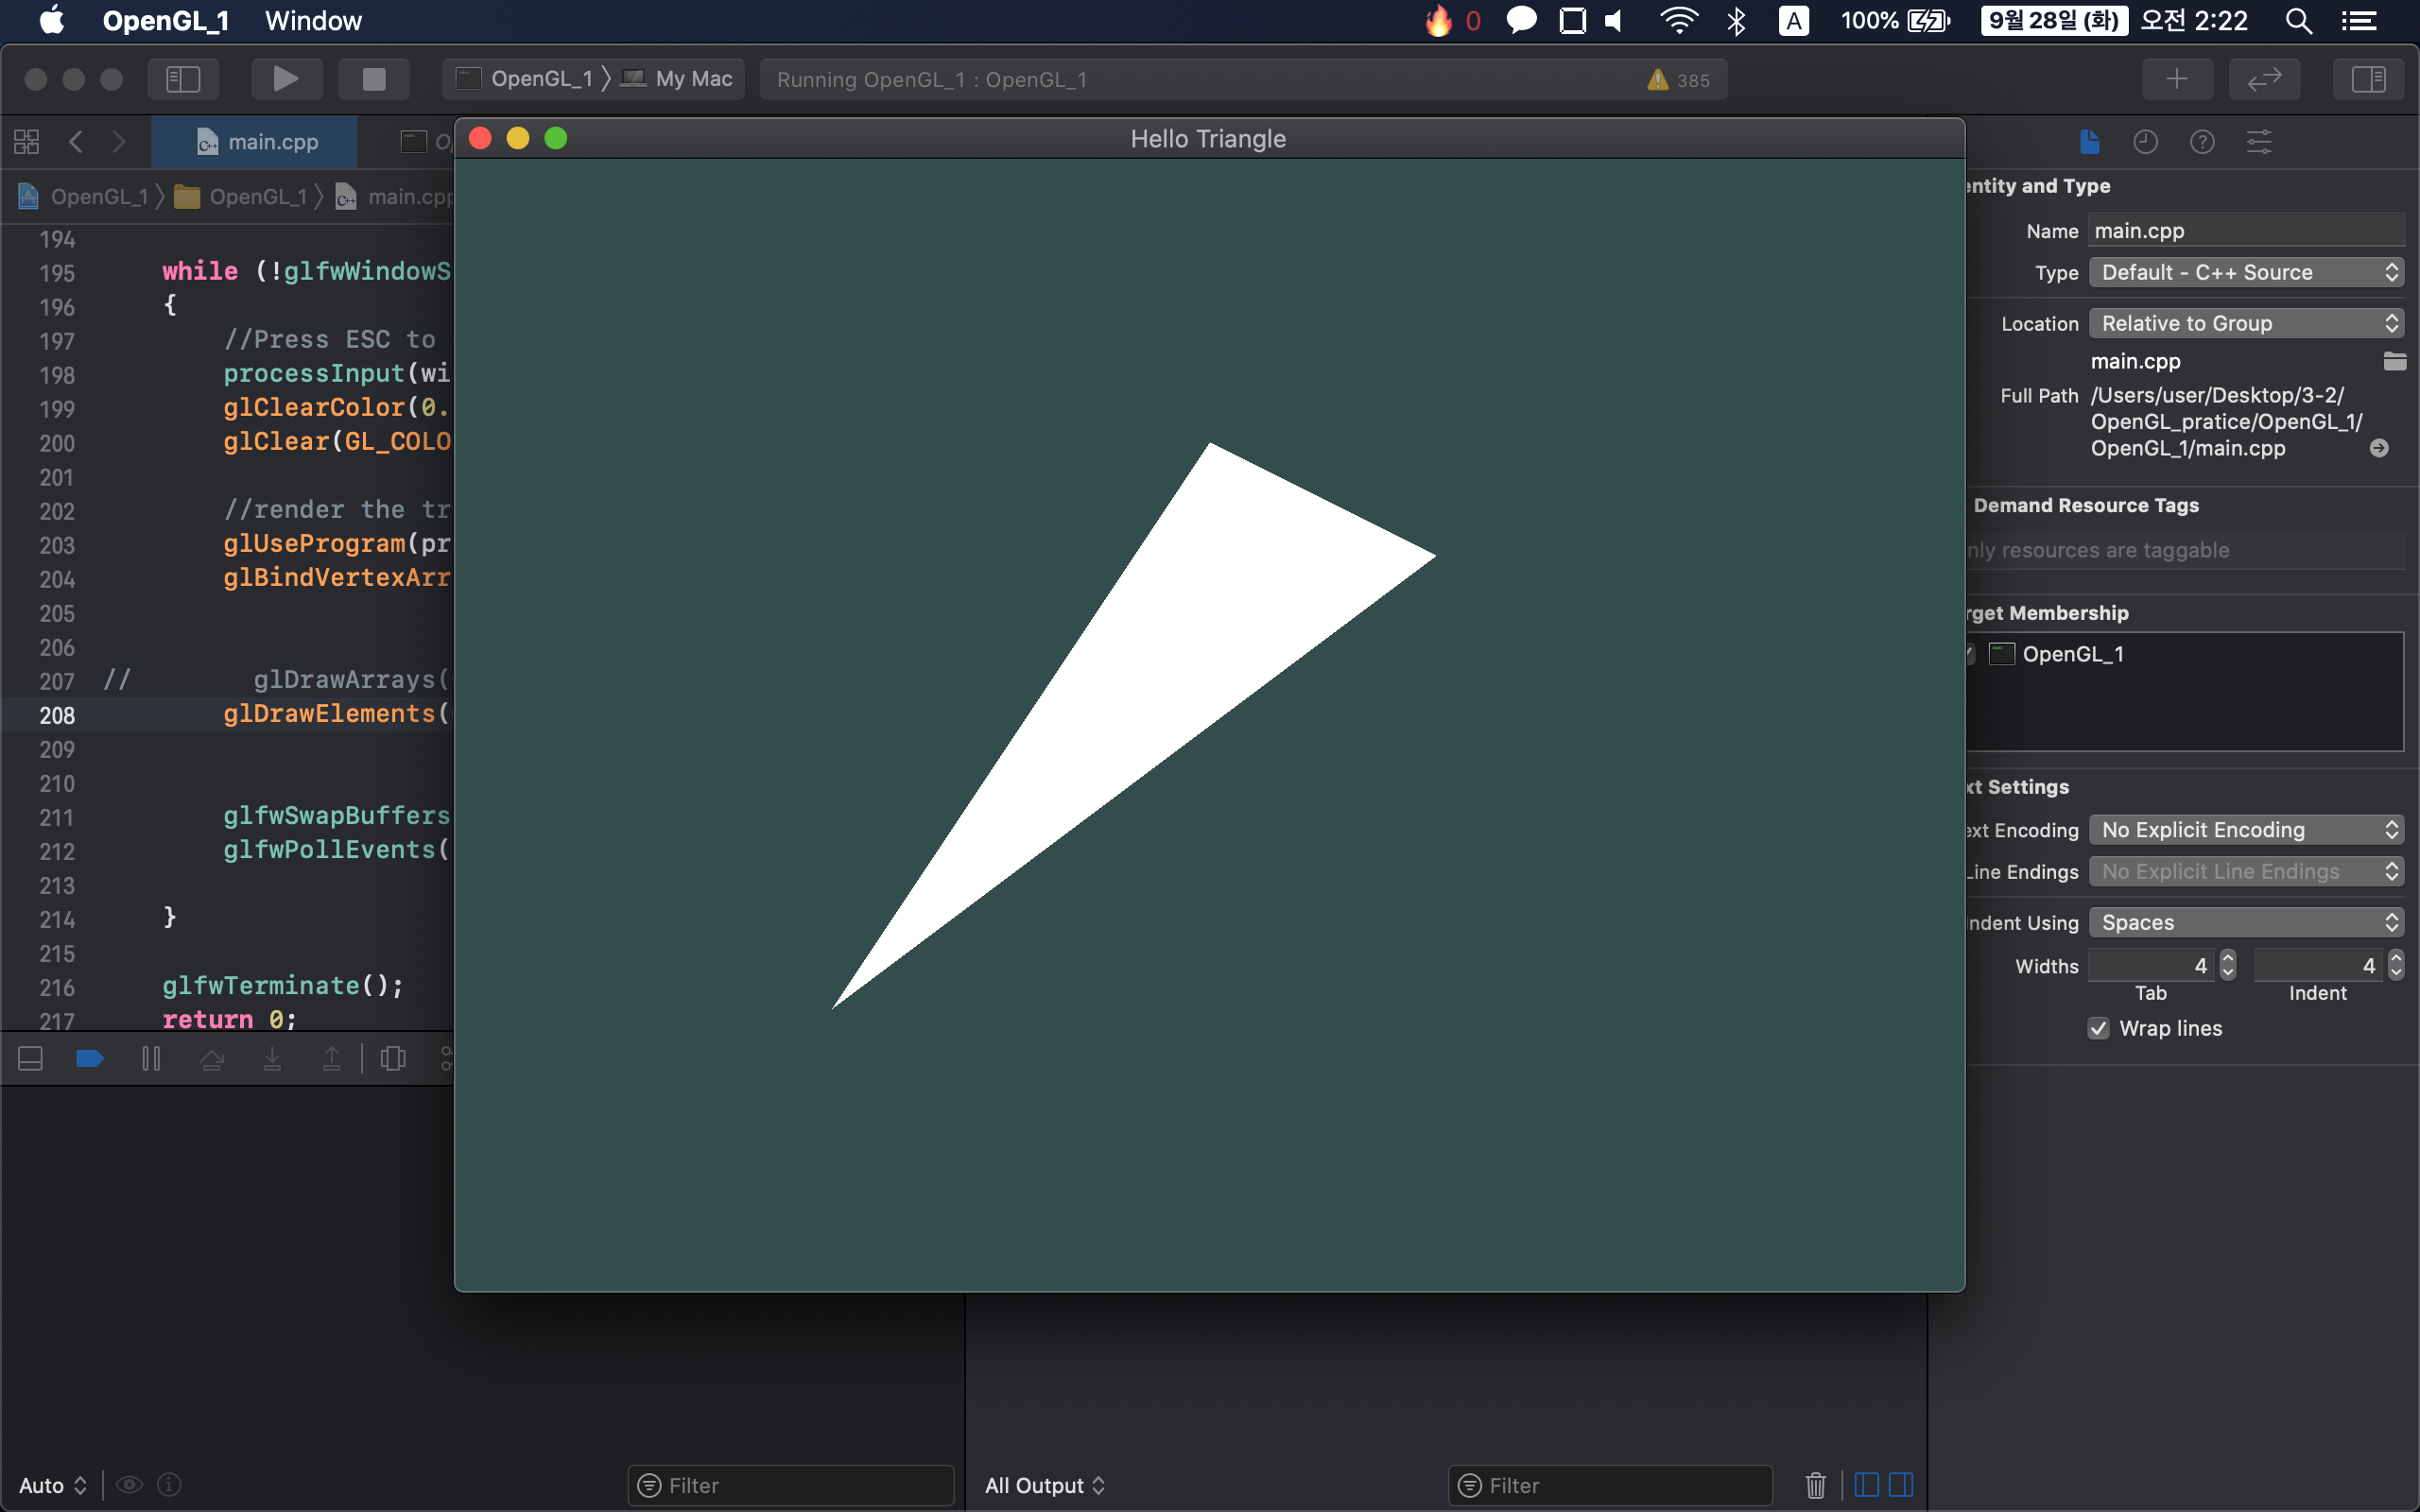 OpenGL_1 Window 0 A 100% 9월 28일 (화) 오전 2:22
OpenGL_1 〉 My Mac Running OpenGL_1 : OpenGL_1 385
main.cpp
Hello Triangle
OpenGL_1 〉 OpenGL_1 〉 main.cpp
194
195 while (!glfwWindowS
196 {
197 //Press ESC to
198 processInput(wi
199 glClearColor(0.
200 glClear(GL_COLO
201
202 //render the tr
203 glUseProgram(pr
204 glBindVertexArr
205
206
207 // glDrawArrays(
208 glDrawElements(
209
210
211 glfwSwapBuffers
212 glfwPollEvents(
213
214 }
215
216 glfwTerminate();
217 return 0;
entity and Type
Name main.cpp
Type Default - C++ Source
Location Relative to Group
main.cpp
Full Path /Users/user/Desktop/3-2/
OpenGL_pratice/OpenGL_1/
OpenGL_1/main.cpp
Demand Resource Tags
nly resources are taggable
rget Membership
OpenGL_1
xt Settings
ext Encoding No Explicit Encoding
Line Endings No Explicit Line Endings
Indent Using Spaces
Widths 4 4
Tab Indent
Wrap lines
Auto Filter All Output Filter